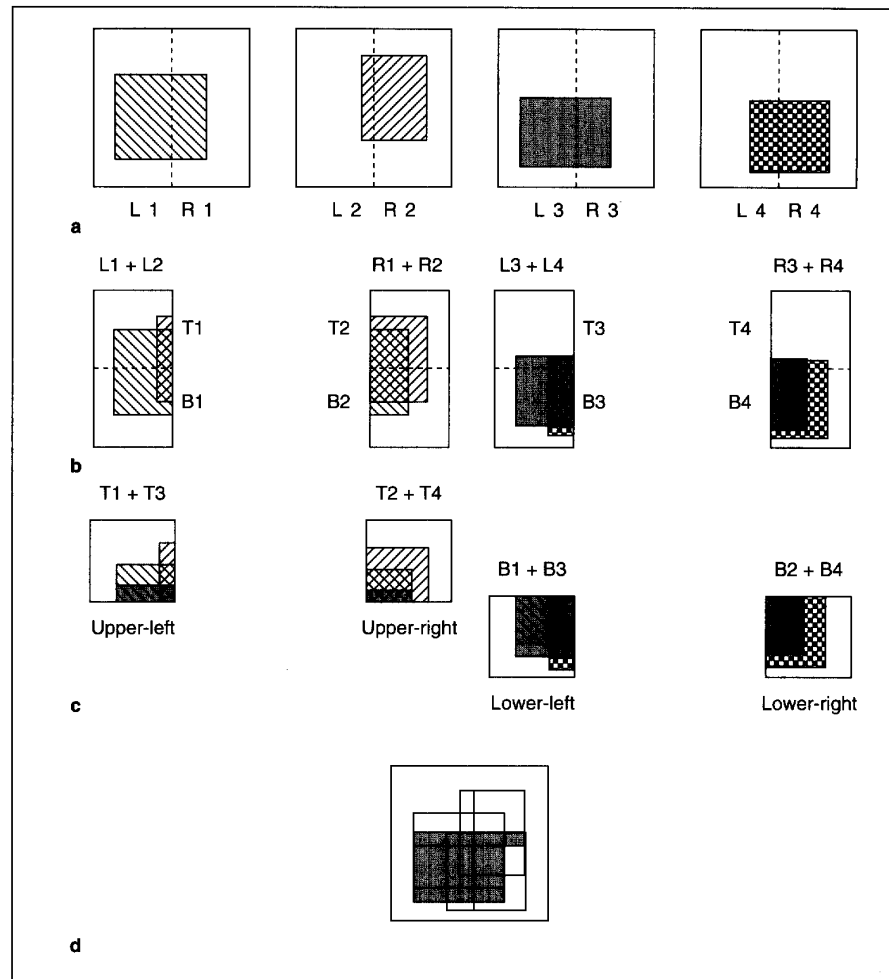 L 1 R 1 L 2 R 2 L 3 R 3 L 4 R 4
a
L1 + L2 R1 + R2 L3 + L4 R3 + R4
T1 T2 T3 T4
B1 B2 B3 B4
b
T1 + T3 T2 + T4
B1 + B3 B2 + B4
Upper-left Upper-right
c
Lower-left Lower-right
d